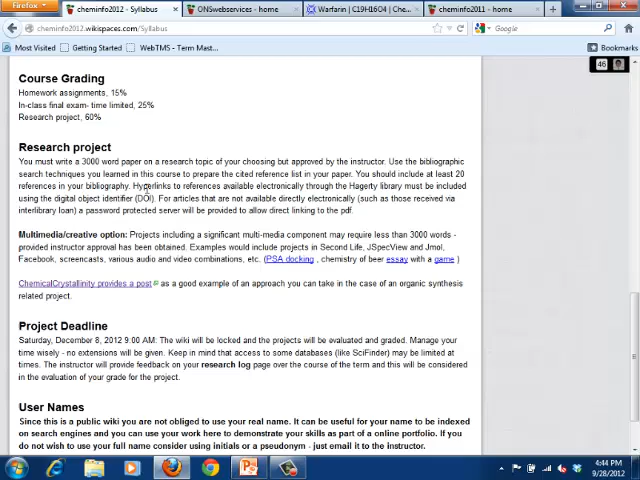 Firefox
cheminfo2012 - Syllabus
ONSwebservices - home
Warfarin | C19H16O4 | Che...
cheminfo2011 - home
cheminfo2012.wikispaces.com/Syllabus
Google
Most Visited
Getting Started
WebTMS - Term Mast...
Bookmarks
46
Course Grading
Homework assignments, 15%
In-class final exam- time limited, 25%
Research project, 60%
Research project
You must write a 3000 word paper on a research topic of your choosing but approved by the instructor. Use the bibliographic
search techniques you learned in this course to prepare the cited reference list in your paper. You should include at least 20
references in your bibliography. Hyperlinks to references available electronically through the Hagerty library must be included
using the digital object identifier (DOI). For articles that are not available directly electronically (such as those received via
interlibrary loan) a password protected server will be provided to allow direct linking to the pdf.
Multimedia/creative option: Projects including a significant multi-media component may require less than 3000 words -
provided instructor approval has been obtained. Examples would include projects in Second Life, JSpecView and Jmol,
Facebook, screencasts, various audio and video combinations, etc. (PSA docking , chemistry of beer essay with a game )
ChemicalCrystallinity provides a post as a good example of an approach you can take in the case of an organic synthesis
related project.
Project Deadline
Saturday, December 8, 2012 9:00 AM: The wiki will be locked and the projects will be evaluated and graded. Manage your
time wisely - no extensions will be given. Keep in mind that access to some databases (like SciFinder) may be limited at
times. The instructor will provide feedback on your research log page over the course of the term and this will be considered
in the evaluation of your grade for the project.
User Names
Since this is a public wiki you are not obliged to use your real name. It can be useful for your name to be indexed
on search engines and you can use your work here to demonstrate your skills as part of a online portfolio. If you
do not wish to use your full name consider using initials or a pseudonym - just email it to the instructor.
4:44 PM
9/28/2012